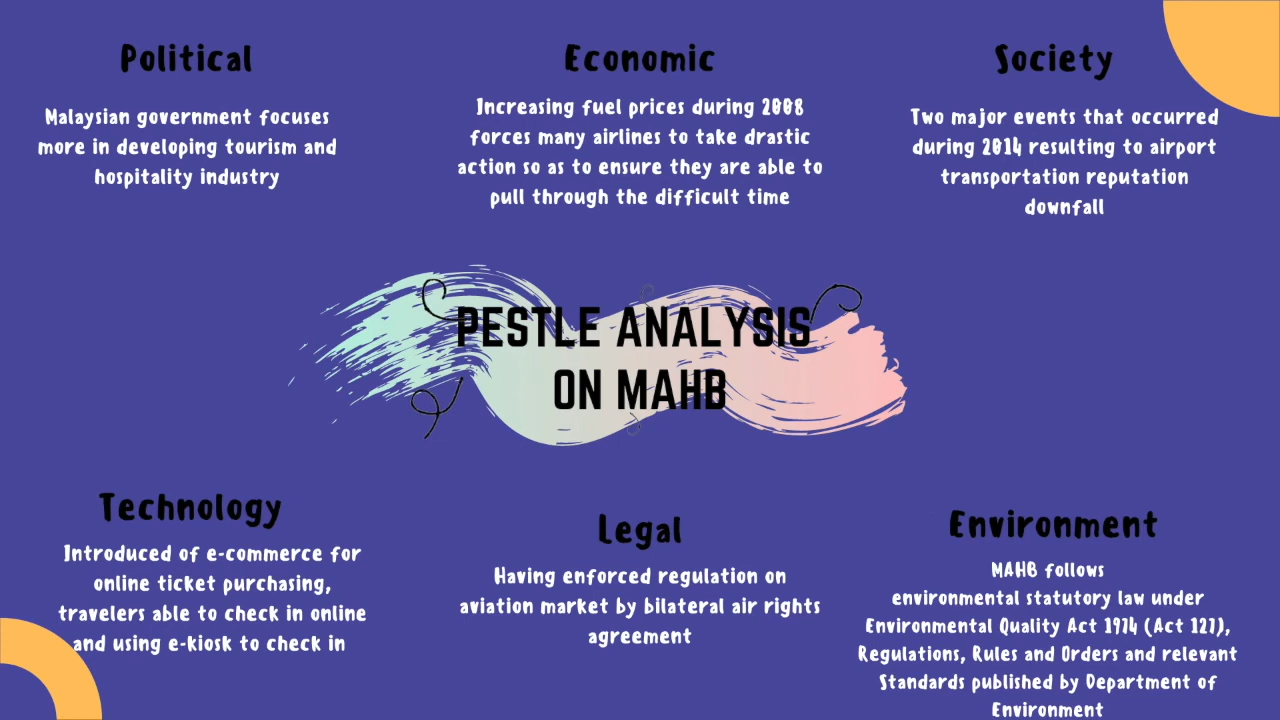 Political
Malaysian government focuses
more in developing tourism and
hospitality industry
Economic
Increasing fuel prices during 2008
forces many airlines to take drastic
action so as to ensure they are able to
pull through the difficult time
Society
Two major events that occurred
during 2014 resulting to airport
transportation reputation
downfall
PESTLE ANALYSIS
ON MAHB
Technology
Introduced of e-commerce for
online ticket purchasing,
travelers able to check in online
and using e-kiosk to check in
Legal
Having enforced regulation on
aviation market by bilateral air rights
agreement
Environment
MAHB follows
environmental statutory law under
Environmental Quality Act 1974 (Act 127),
Regulations, Rules and Orders and relevant
Standards published by Department of
Environment